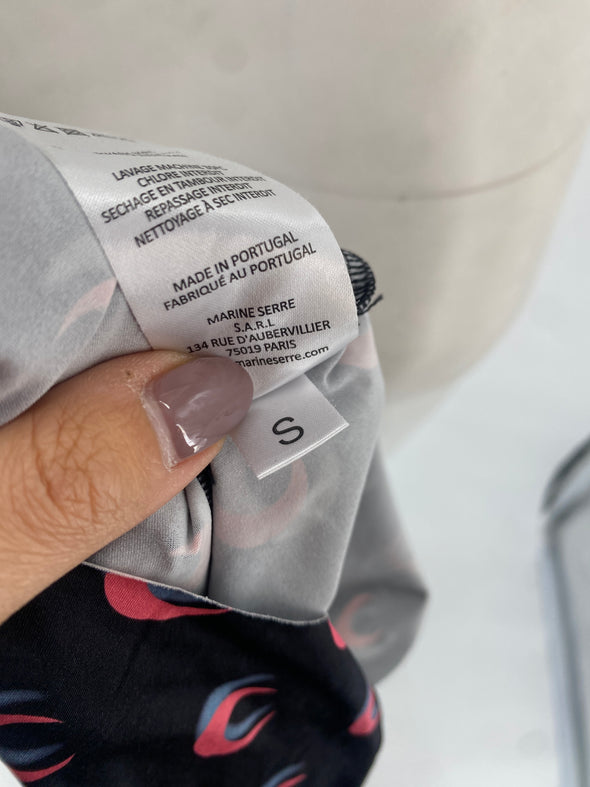 LAVAGE MACHINE
CHLORE INTERDIT
SECHAGE EN TAMBOUR INTERDIT
REPASSAGE INTERDIT
NETTOYAGE À SEC INTERDIT
MADE IN PORTUGAL
FABRIQUÉ AU PORTUGAL
MARINE SERRE
S.A.R.L
134 RUE D'AUBERVILLIER
75019 PARIS
marineserre.com
S